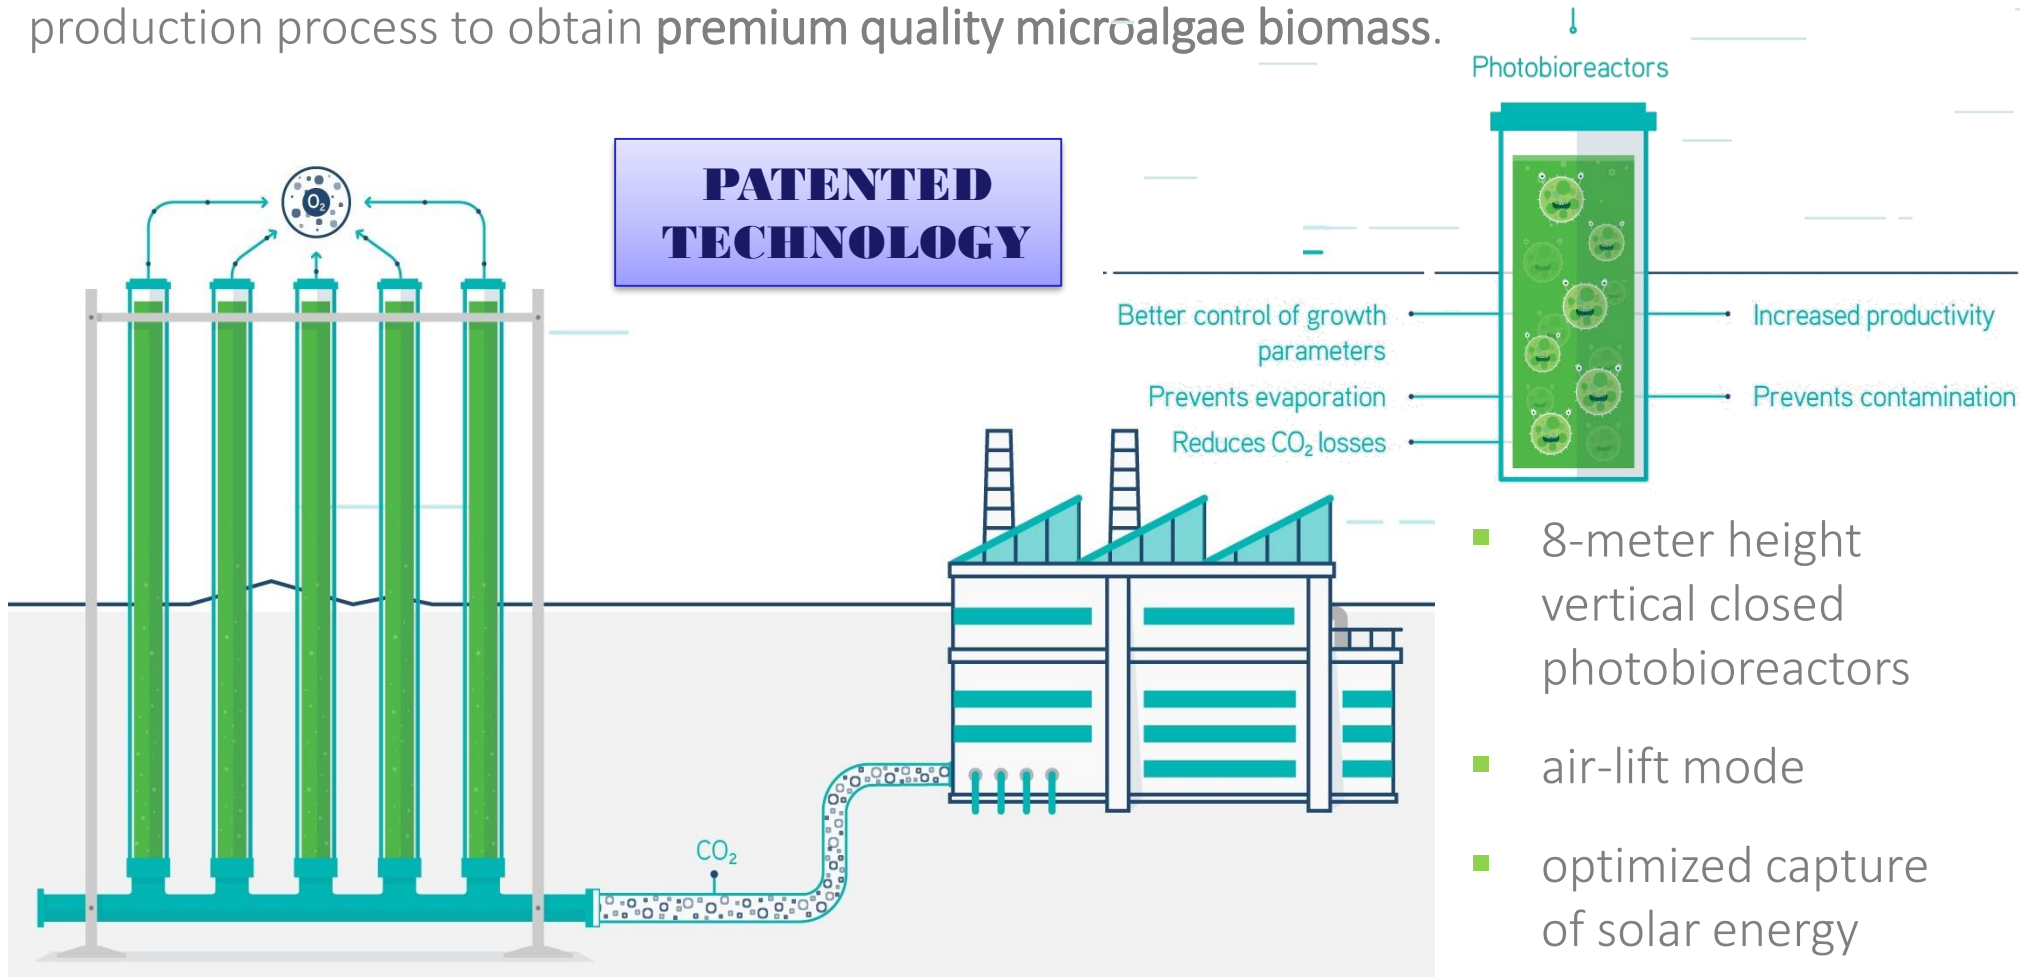 production process to obtain premium quality microalgae biomass.
Photobioreactors
PATENTED
TECHNOLOGY
O₂
Better control of growth
parameters
Prevents evaporation
Reduces CO₂ losses
Increased productivity
Prevents contamination
8-meter height
vertical closed
photobioreactors
air-lift mode
optimized capture
of solar energy
CO₂